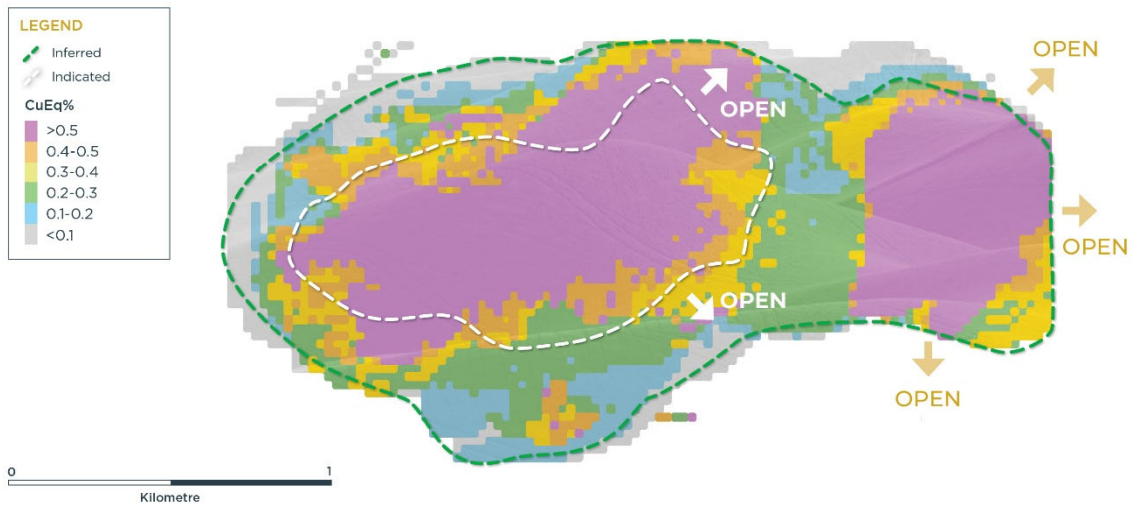 LEGEND
Inferred
Indicated
CuEq%
>0.5
0.4-0.5
0.3-0.4
0.2-0.3
0.1-0.2
<0.1
OPEN
OPEN
OPEN
OPEN
OPEN
0
1
Kilometre